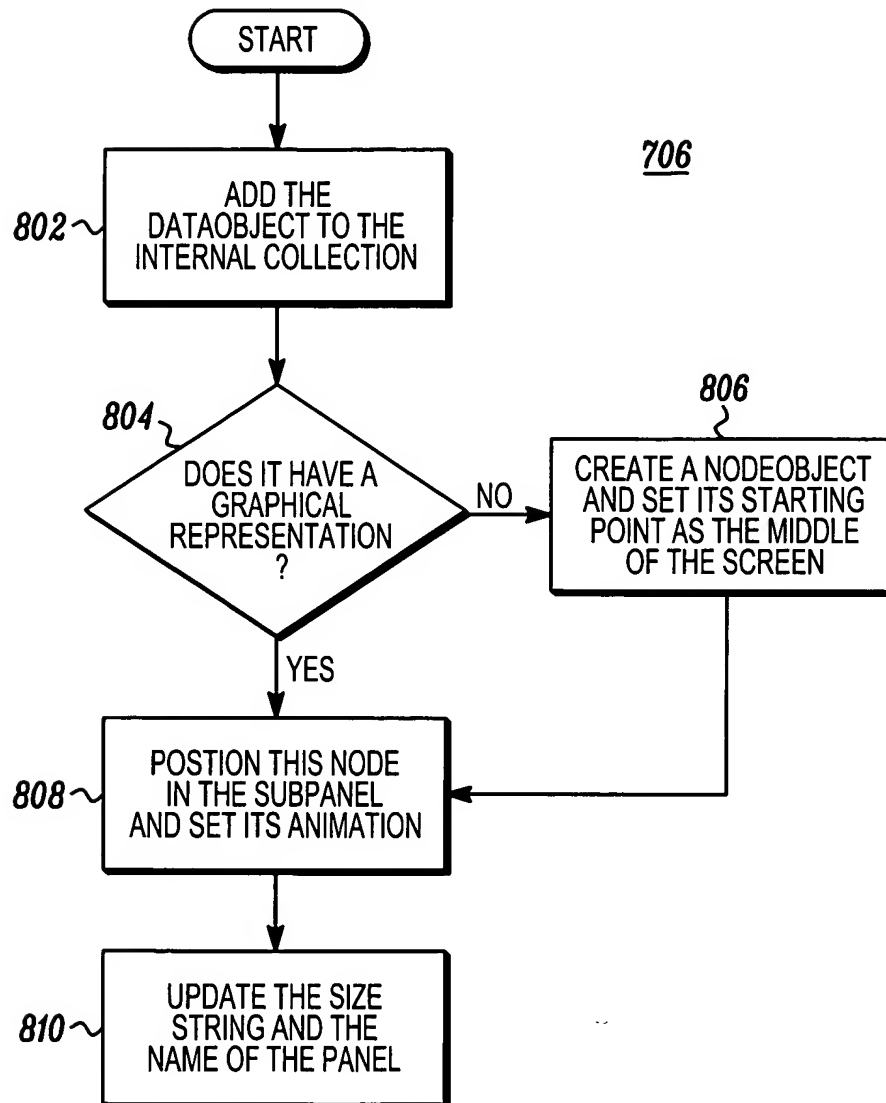 START
706
802
ADD THE
DATAOBJECT TO THE
INTERNAL COLLECTION
804
DOES IT HAVE A
GRAPHICAL
REPRESENTATION
?
NO
806
CREATE A NODEOBJECT
AND SET ITS STARTING
POINT AS THE MIDDLE
OF THE SCREEN
YES
808
POSTION THIS NODE
IN THE SUBPANEL
AND SET ITS ANIMATION
810
UPDATE THE SIZE
STRING AND THE
NAME OF THE PANEL